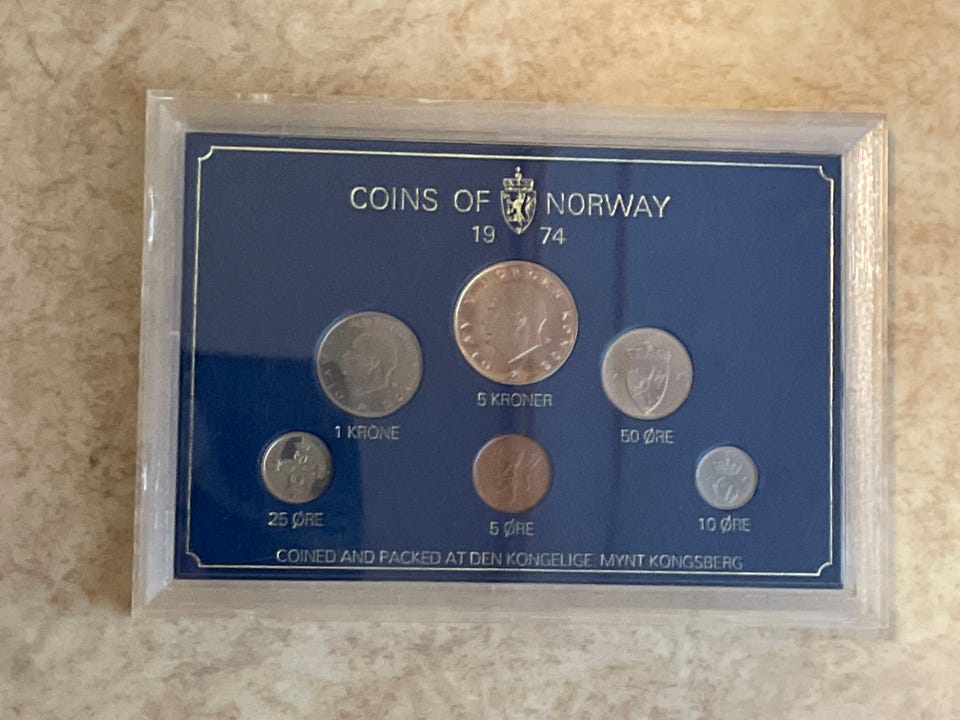 COINS OF NORWAY
19 74
5 KRONER
1 KRONE
50 ØRE
25 ØRE
5 ØRE
10 ØRE
COINED AND PACKED AT DEN KONGELIGE MYNT KONGSBERG